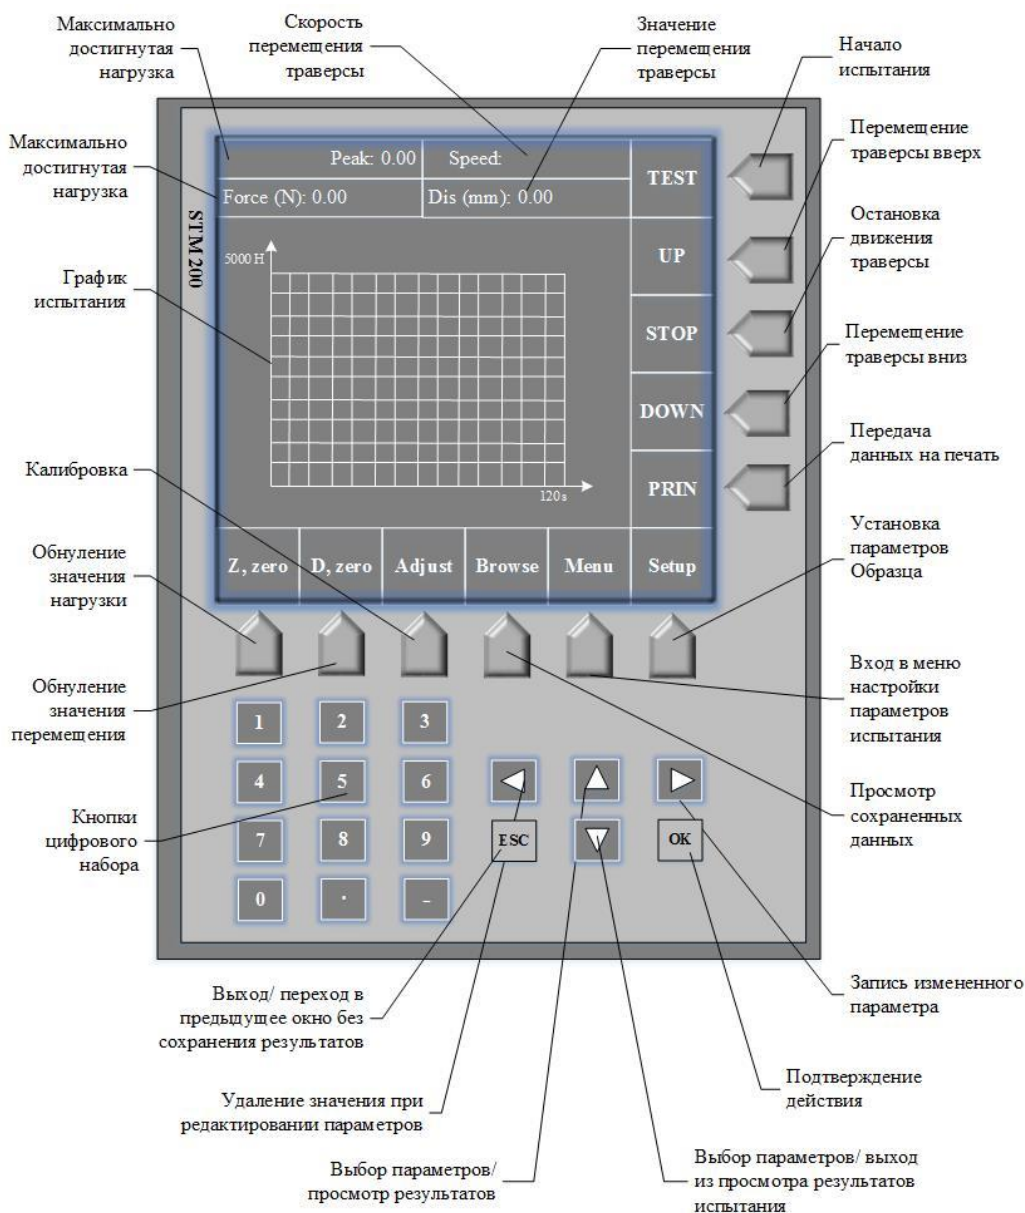 Максимально
достигнутая
нагрузка
Скорость
перемещения
траверсы
Значение
перемещения
траверсы
Начало
испытания
Максимально
достигнутая
нагрузка
Перемещение
траверсы вверх
Остановка
движения
траверсы
График
испытания
Перемещение
траверсы вниз
Передача
данных на печать
Калибровка
Установка
параметров
Образца
Обнуление
значения
нагрузки
Обнуление
значения
перемещения
Вход в меню
настройки
параметров
испытания
Просмотр
сохраненных
данных
Кнопки
цифрового
набора
STM 200
Peak: 0.00
Speed:
Force (N): 0.00
Dis (mm): 0.00
5000 Н
120 s
TEST
UP
STOP
DOWN
PRIN
Z, zero
D, zero
Adjust
Browse
Menu
Setup
1
2
3
4
5
6
7
8
9
0
.
-
ESC
OK
Выход/ переход в
предыдущее окно без
сохранения результатов
Запись измененного
параметра
Удаление значения при
редактировании параметров
Подтверждение
действия
Выбор параметров/
просмотр результатов
Выбор параметров/ выход
из просмотра результатов
испытания